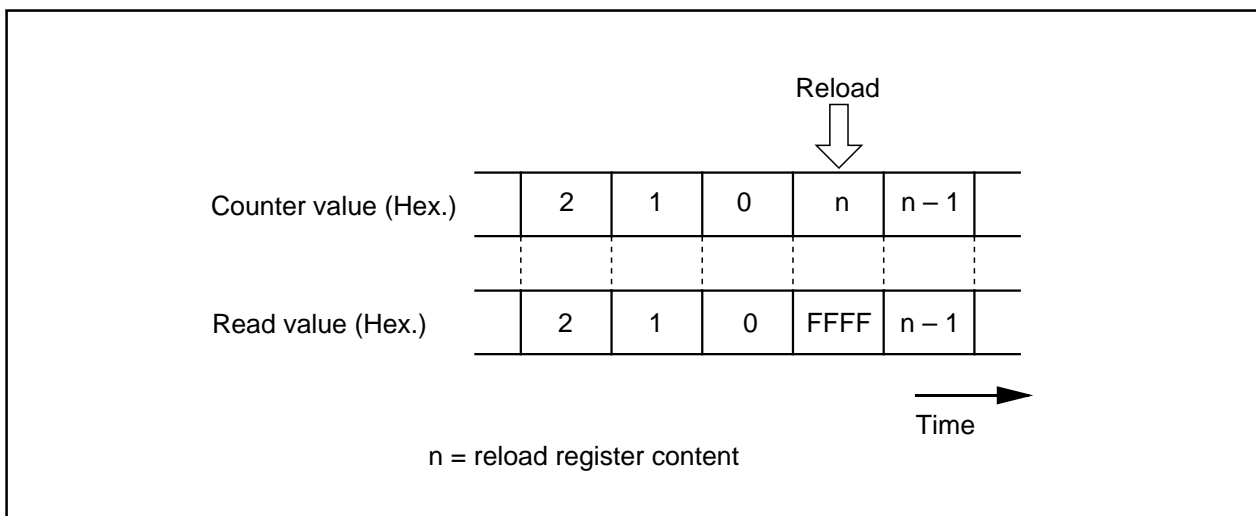 Reload
Counter value (Hex.) 2 1 0 n n – 1
Read value (Hex.) 2 1 0 FFFF n – 1
Time
n = reload register content